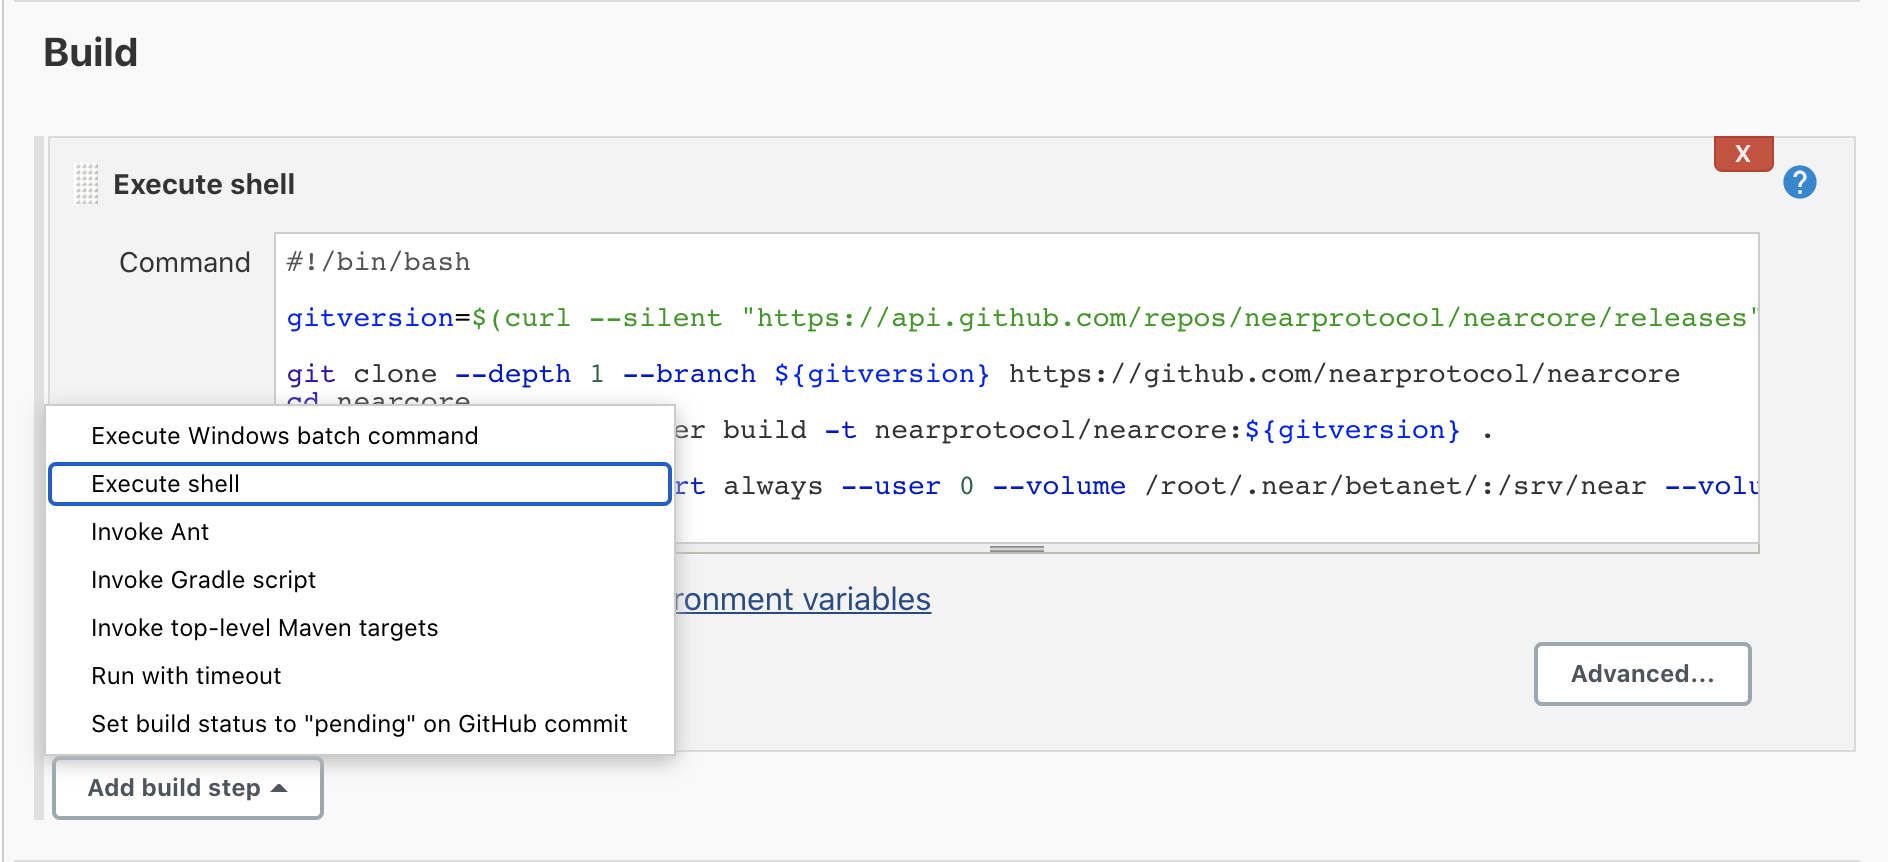 Build
X
Execute shell
?
Command
#!/bin/bash
gitversion=$(curl --silent "https://api.github.com/repos/nearprotocol/nearcore/releases"
git clone --depth 1 --branch ${gitversion} https://github.com/nearprotocol/nearcore
cd nearcore
er build -t nearprotocol/nearcore:${gitversion} .
rt always --user 0 --volume /root/.near/betanet/:/srv/near --volu
ronment variables
Advanced...
Execute Windows batch command
Execute shell
Invoke Ant
Invoke Gradle script
Invoke top-level Maven targets
Run with timeout
Set build status to "pending" on GitHub commit
Add build step